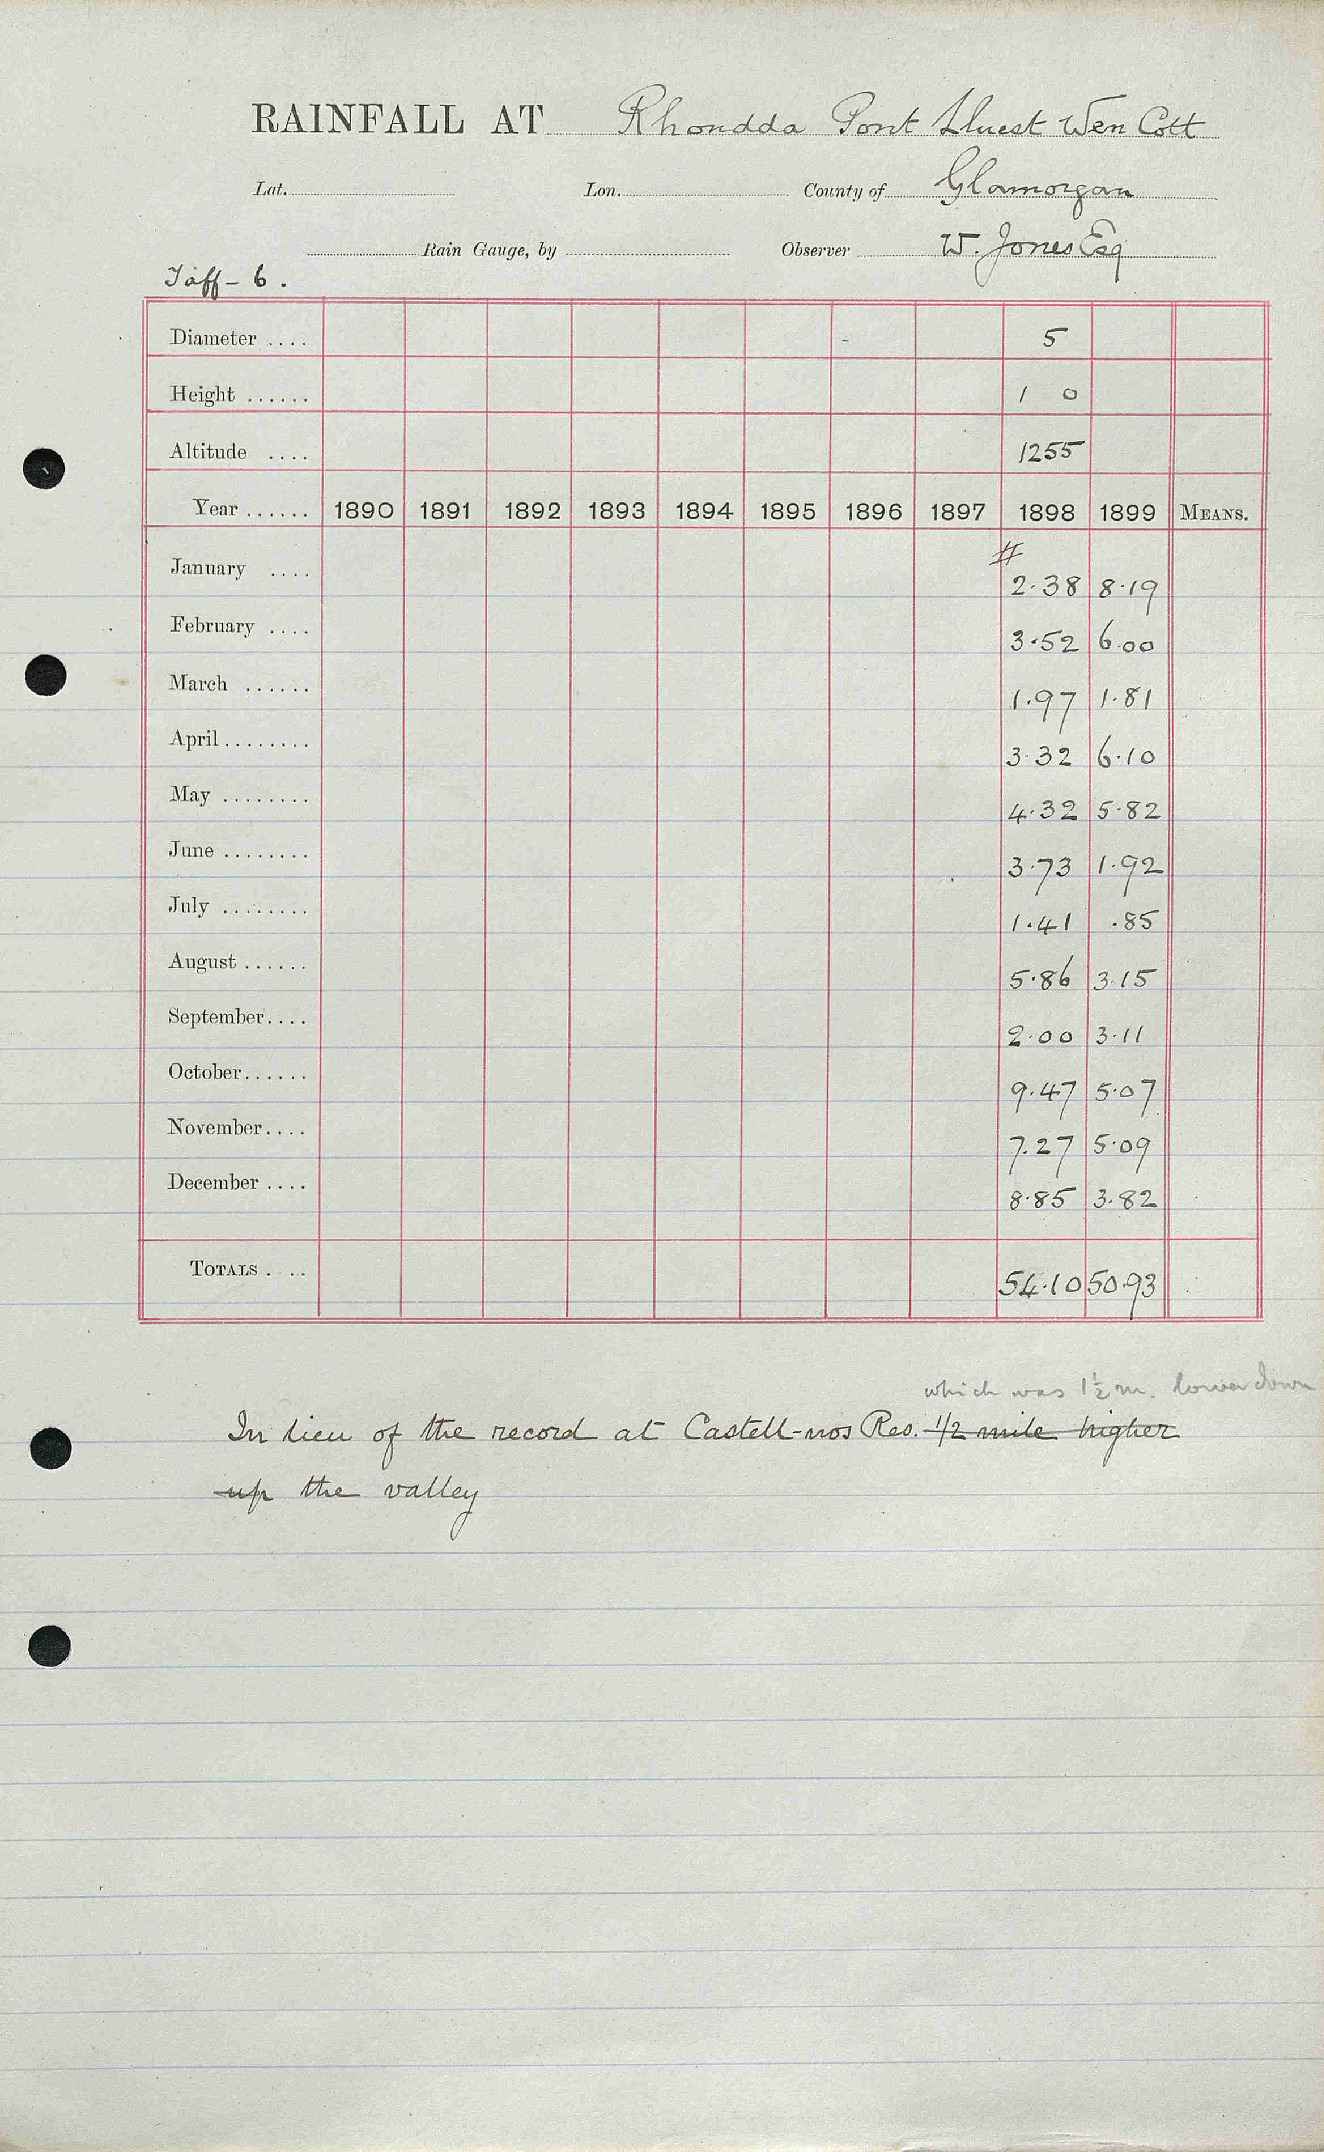 RAINFALL AT Rhondda Pont Lluest Wen Cott
Lat. Lon. County of Glamorgan
Rain Gauge, by Observer W. Jones Esq
Taff - 6.
Diameter .... 5
Height ...... 1 0
Altitude .... 1255
Year ...... 1890 1891 1892 1893 1894 1895 1896 1897 1898 1899 MEANS.
#
January .... 2.38 8.19
February .... 3.52 6.00
March ...... 1.97 1.81
April........ 3.32 6.10
May ........ 4.32 5.82
June ........ 3.73 1.92
July ........ 1.41 .85
August ...... 5.86 3.15
September.... 2.00 3.11
October...... 9.47 5.07
November.... 7.27 5.09
December .... 8.85 3.82
TOTALS .... 54.10 50.93
which was 1½ m. lower down
In lieu of the record at Castell-nos Res. 1/2 mile higher
up the valley